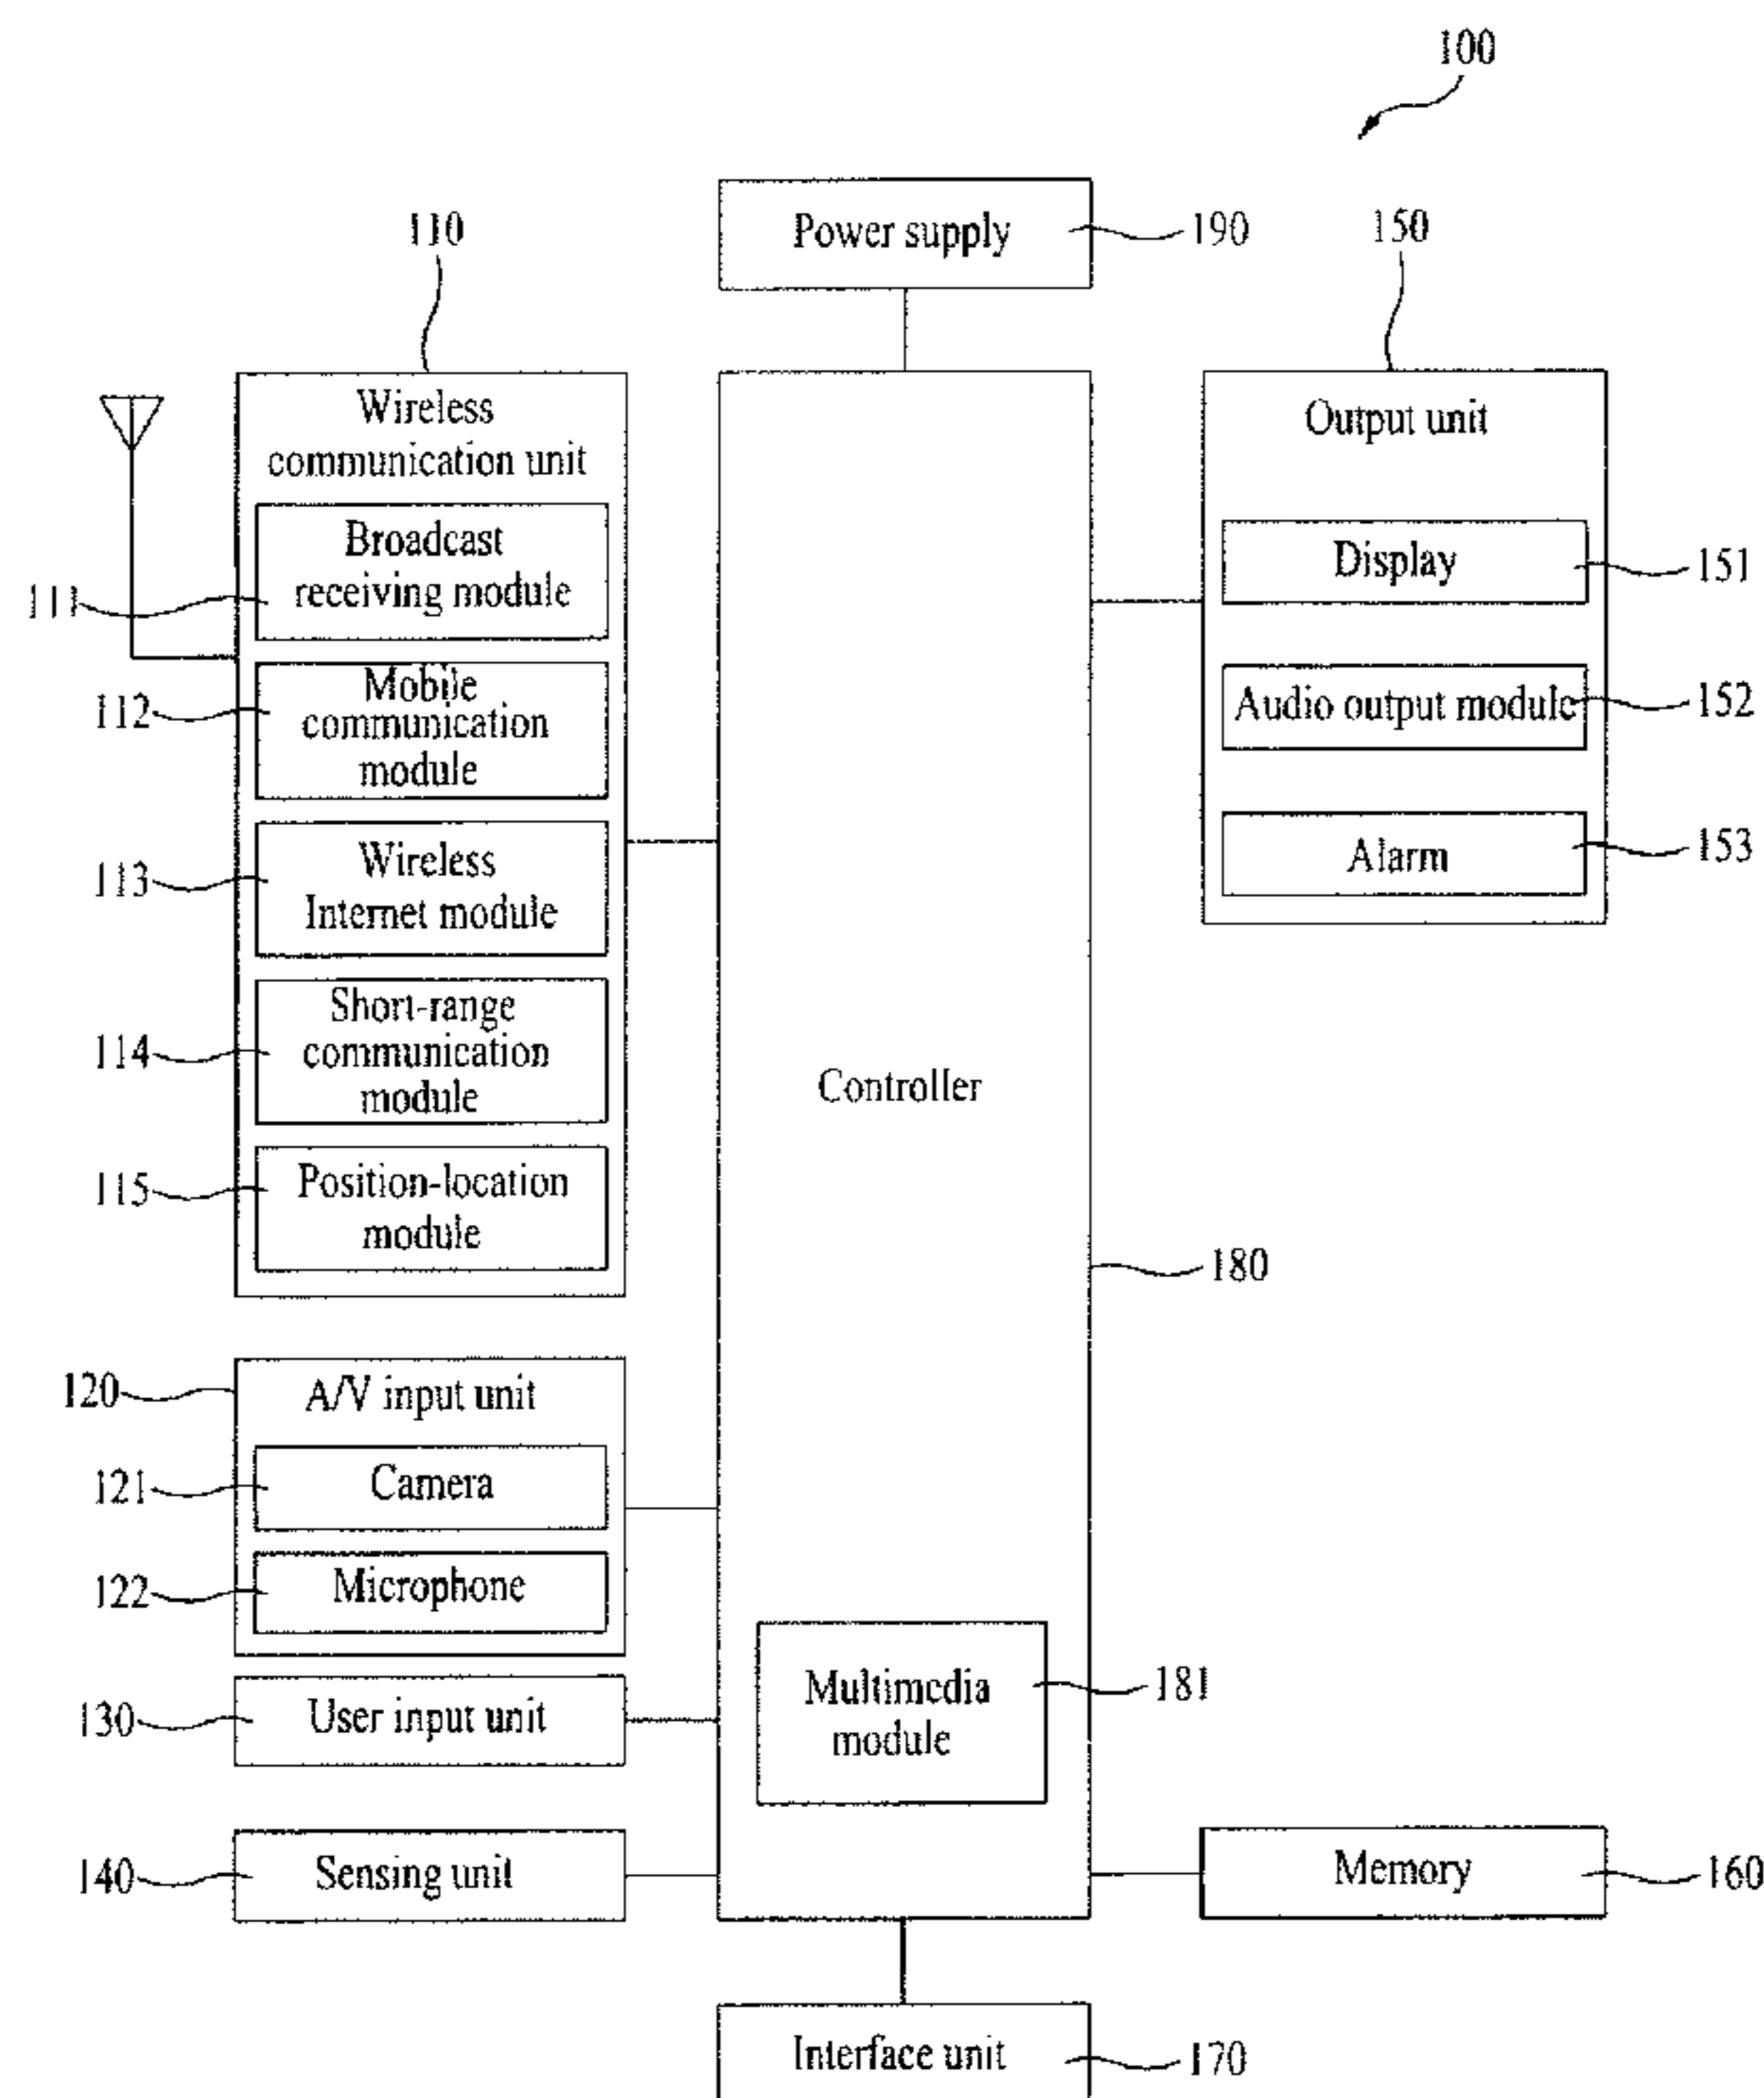 100
Power supply
190
110
150
Wireless
communication unit
Broadcast
receiving module
111
Mobile
communication
module
112
Wireless
Internet module
113
Short-range
communication
module
114
Position-location
module
115
Output unit
Display
151
Audio output module
152
Alarm
153
Controller
180
120
A/V input unit
121
Camera
122
Microphone
130
User input unit
Multimedia
module
181
140
Sensing unit
Memory
160
Interface unit
170